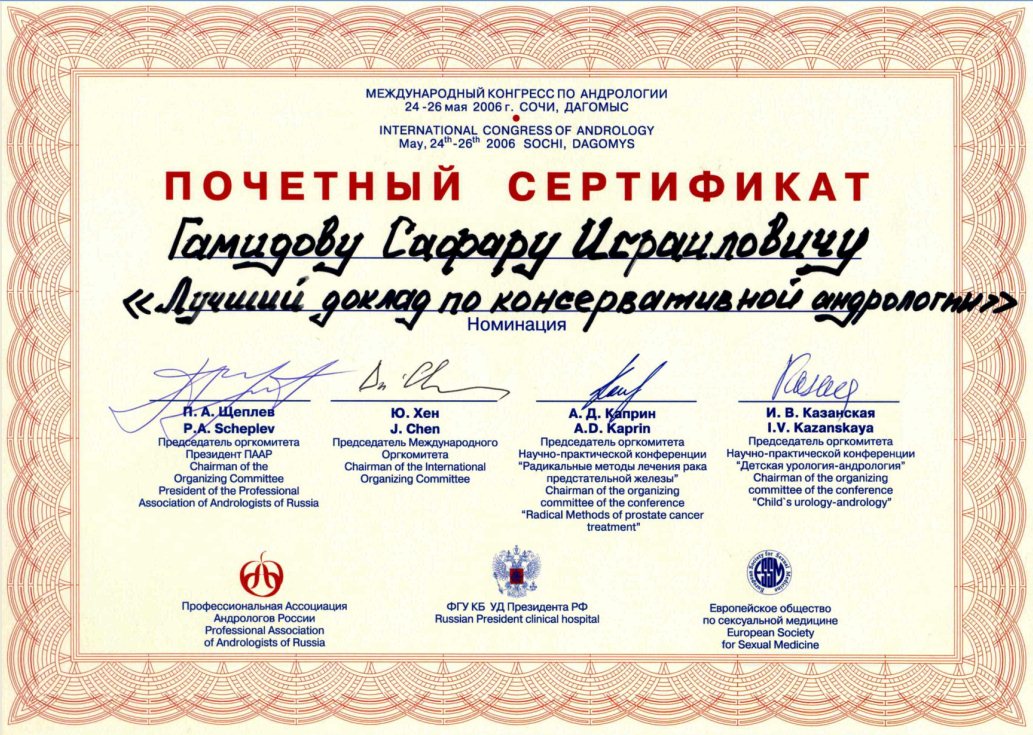 МЕЖДУНАРОДНЫЙ КОНГРЕСС ПО АНДРОЛОГИИ
24 -26 мая 2006 г. СОЧИ, ДАГОМЫС
INTERNATIONAL CONGRESS OF ANDROLOGY
May, 24th-26th 2006 SOCHI, DAGOMYS
ПОЧЕТНЫЙ СЕРТИФИКАТ
Гамидову Сафару Исраиловичу
«Лучший доклад по консервативной андрологии»
Номинация
П. А. Щеплев
P.A. Scheplev
Председатель оргкомитета
Президент ПААР
Chairman of the
Organizing Committee
President of the Professional
Association of Andrologists of Russia
Ю. Хен
J. Chen
Председатель Международного
Оргкомитета
Chairman of the International
Organizing Committee
А. Д. Каприн
A.D. Kaprin
Председатель оргкомитета
Научно-практической конференции
"Радикальные методы лечения рака
предстательной железы"
Chairman of the organizing
committee of the conference
"Radical Methods of prostate cancer
treatment"
И. В. Казанская
I.V. Kazanskaya
Председатель оргкомитета
Научно-практической конференции
"Детская урология-андрология"
Chairman of the organizing
committee of the conference
"Child`s urology-andrology"
Профессиональная Ассоциация
Андрологов России
Professional Association
of Andrologists of Russia
ФГУ КБ УД Президента РФ
Russian President clinical hospital
European Society for Sexual Medicine
ESSM
Европейское общество
по сексуальной медицине
European Society
for Sexual Medicine